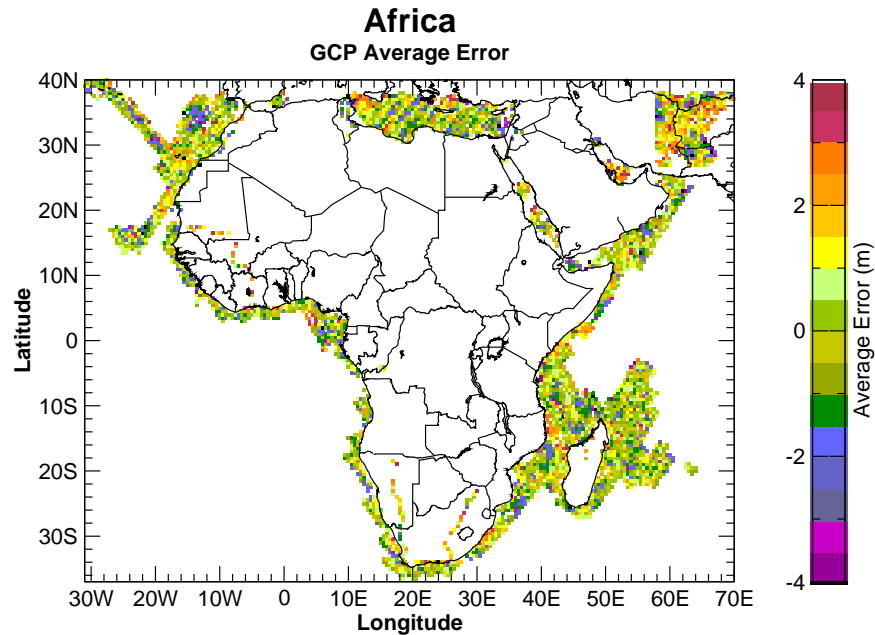 Africa
GCP Average Error
40N
30N
20N
10N
0
10S
20S
30S
Latitude
30W 20W 10W 0 10E 20E 30E 40E 50E 60E 70E
Longitude
4
2
0
-2
-4
Average Error (m)